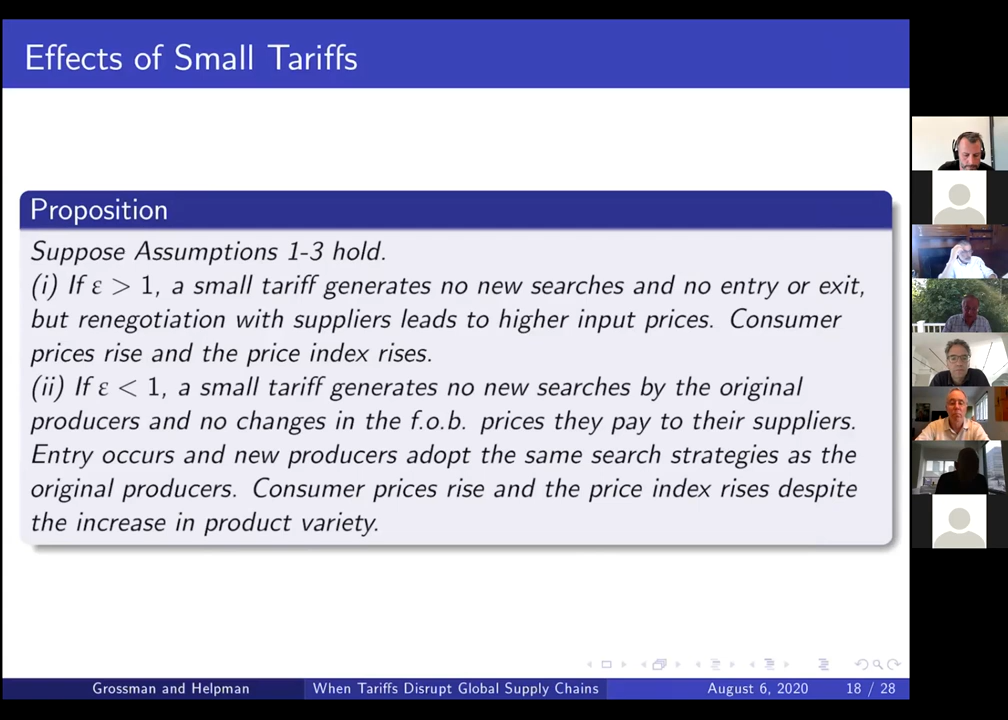 Effects of Small Tariffs
Proposition
Suppose Assumptions 1-3 hold.
(i) If ε > 1, a small tariff generates no new searches and no entry or exit,
but renegotiation with suppliers leads to higher input prices. Consumer
prices rise and the price index rises.
(ii) If ε < 1, a small tariff generates no new searches by the original
producers and no changes in the f.o.b. prices they pay to their suppliers.
Entry occurs and new producers adopt the same search strategies as the
original producers. Consumer prices rise and the price index rises despite
the increase in product variety.
Grossman and Helpman When Tariffs Disrupt Global Supply Chains August 6, 2020 18 / 28